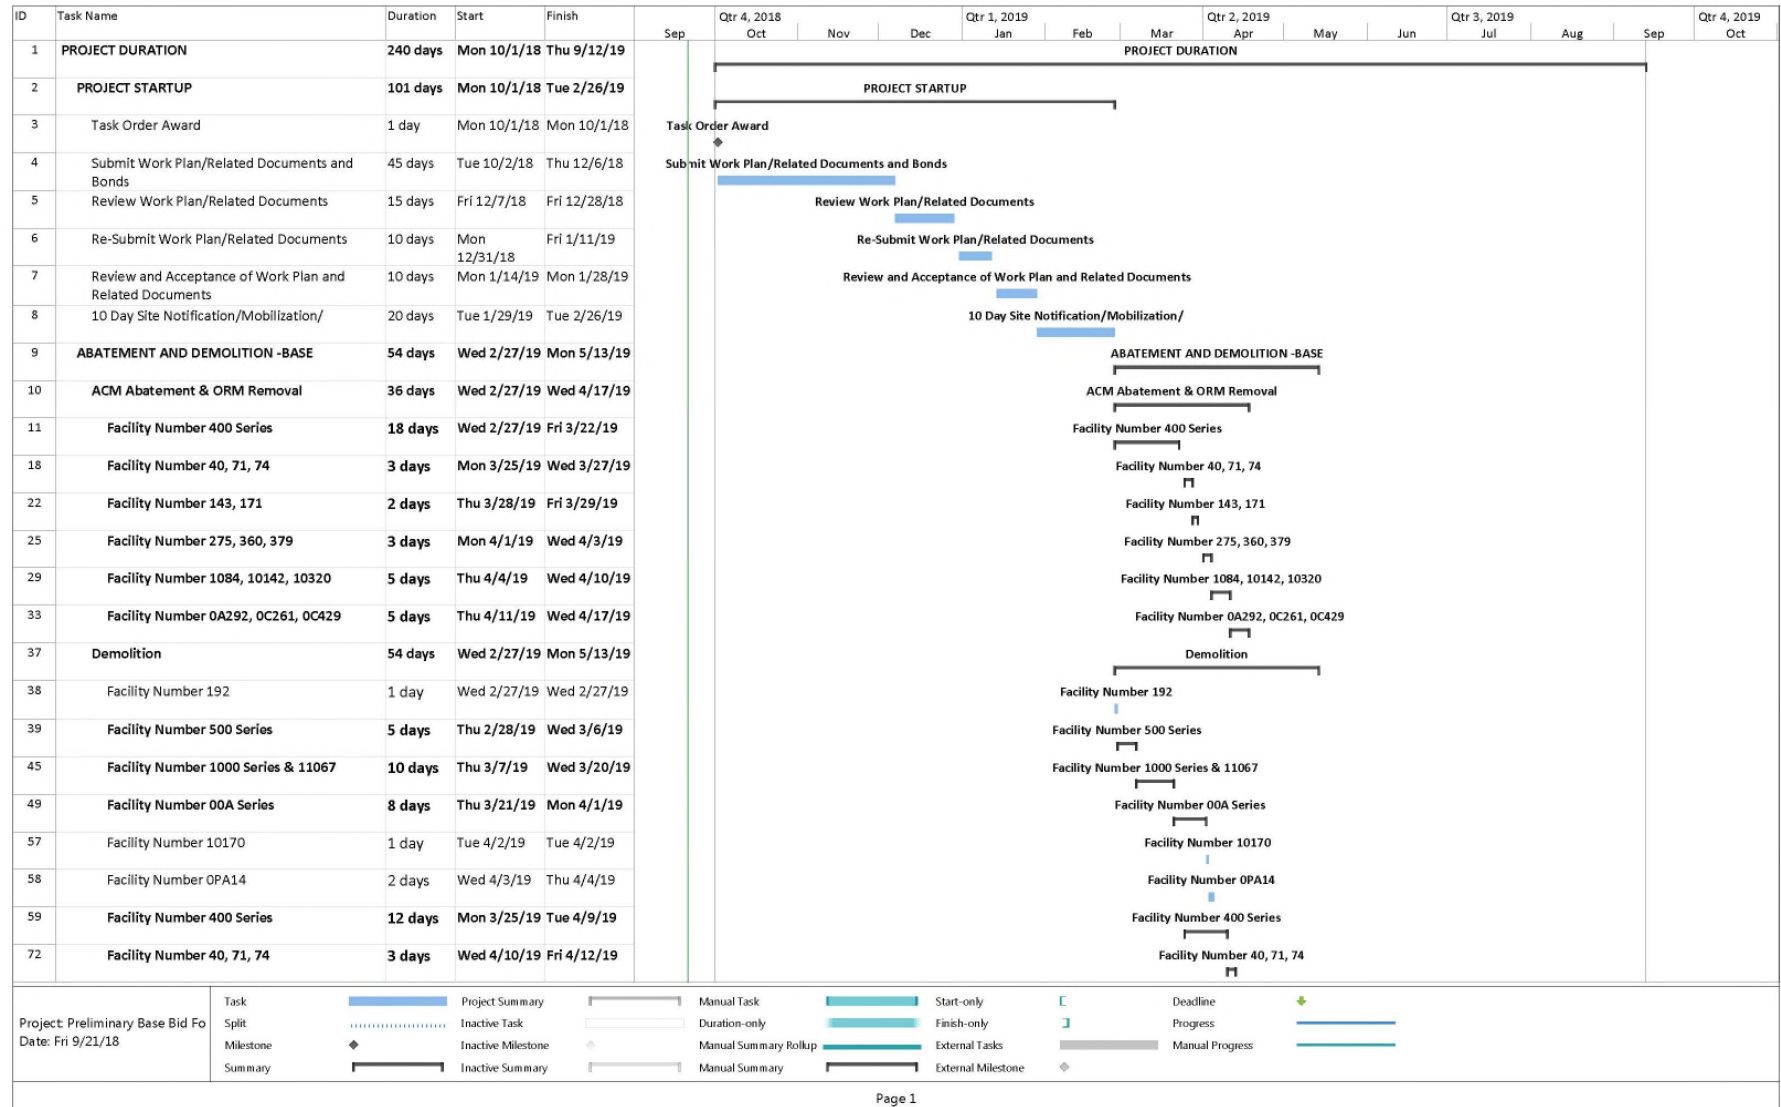 ID Task Name Duration Start Finish Qtr 4, 2018 Qtr 1, 2019 Qtr 2, 2019 Qtr 3, 2019 Qtr 4, 2019
Sep Oct Nov Dec Jan Feb Mar Apr May Jun Jul Aug Sep Oct
1 PROJECT DURATION 240 days Mon 10/1/18 Thu 9/12/19 PROJECT DURATION
2 PROJECT STARTUP 101 days Mon 10/1/18 Tue 2/26/19 PROJECT STARTUP
3 Task Order Award 1 day Mon 10/1/18 Mon 10/1/18 Task Order Award
4 Submit Work Plan/Related Documents and 45 days Tue 10/2/18 Thu 12/6/18 Submit Work Plan/Related Documents and Bonds
Bonds
5 Review Work Plan/Related Documents 15 days Fri 12/7/18 Fri 12/28/18 Review Work Plan/Related Documents
6 Re-Submit Work Plan/Related Documents 10 days Mon Fri 1/11/19 Re-Submit Work Plan/Related Documents
12/31/18
7 Review and Acceptance of Work Plan and 10 days Mon 1/14/19 Mon 1/28/19 Review and Acceptance of Work Plan and Related Documents
Related Documents
8 10 Day Site Notification/Mobilization/ 20 days Tue 1/29/19 Tue 2/26/19 10 Day Site Notification/Mobilization/
9 ABATEMENT AND DEMOLITION -BASE 54 days Wed 2/27/19 Mon 5/13/19 ABATEMENT AND DEMOLITION -BASE
10 ACM Abatement & ORM Removal 36 days Wed 2/27/19 Wed 4/17/19 ACM Abatement & ORM Removal
11 Facility Number 400 Series 18 days Wed 2/27/19 Fri 3/22/19 Facility Number 400 Series
18 Facility Number 40, 71, 74 3 days Mon 3/25/19 Wed 3/27/19 Facility Number 40, 71, 74
22 Facility Number 143, 171 2 days Thu 3/28/19 Fri 3/29/19 Facility Number 143, 171
25 Facility Number 275, 360, 379 3 days Mon 4/1/19 Wed 4/3/19 Facility Number 275, 360, 379
29 Facility Number 1084, 10142, 10320 5 days Thu 4/4/19 Wed 4/10/19 Facility Number 1084, 10142, 10320
33 Facility Number 0A292, 0C261, 0C429 5 days Thu 4/11/19 Wed 4/17/19 Facility Number 0A292, 0C261, 0C429
37 Demolition 54 days Wed 2/27/19 Mon 5/13/19 Demolition
38 Facility Number 192 1 day Wed 2/27/19 Wed 2/27/19 Facility Number 192
39 Facility Number 500 Series 5 days Thu 2/28/19 Wed 3/6/19 Facility Number 500 Series
45 Facility Number 1000 Series & 11067 10 days Thu 3/7/19 Wed 3/20/19 Facility Number 1000 Series & 11067
49 Facility Number 00A Series 8 days Thu 3/21/19 Mon 4/1/19 Facility Number 00A Series
57 Facility Number 10170 1 day Tue 4/2/19 Tue 4/2/19 Facility Number 10170
58 Facility Number 0PA14 2 days Wed 4/3/19 Thu 4/4/19 Facility Number 0PA14
59 Facility Number 400 Series 12 days Mon 3/25/19 Tue 4/9/19 Facility Number 400 Series
72 Facility Number 40, 71, 74 3 days Wed 4/10/19 Fri 4/12/19 Facility Number 40, 71, 74
Project: Preliminary Base Bid Fo
Date: Fri 9/21/18
Task Project Summary Manual Task Start-only Deadline
Split Inactive Task Duration-only Finish-only Progress
Milestone Inactive Milestone Manual Summary Rollup External Tasks Manual Progress
Summary Inactive Summary Manual Summary External Milestone
Page 1